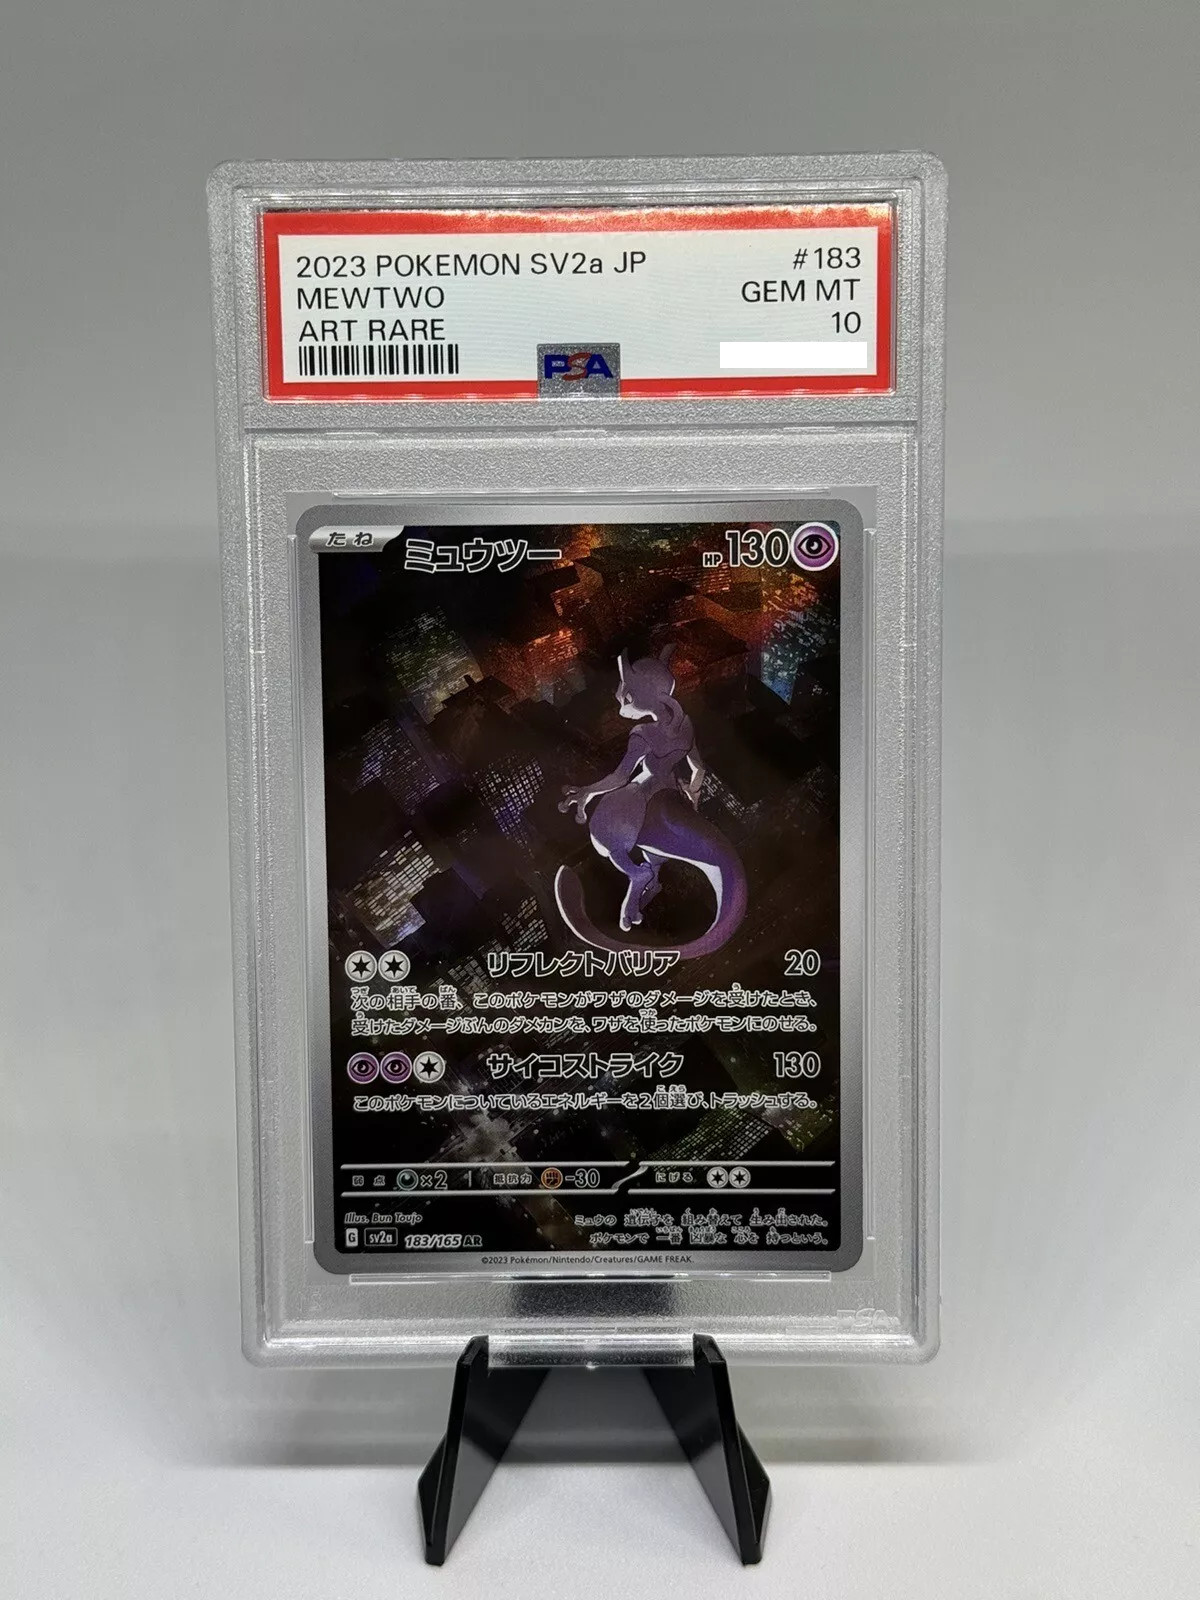 2023 POKEMON SV2a JP #183
MEWTWO GEM MT
ART RARE 10
PSA
たね ミュウツー HP130
リフレクトバリア 20
次の相手の番、このポケモンがワザのダメージを受けたとき、
受けたダメージぶんのダメカンを、ワザを使ったポケモンにのせる。
サイコストライク 130
このポケモンについているエネルギーを2個選び、トラッシュする。
弱点 ×2 抵抗力 -30 にげる
Illus. Bun Toujo
ミュウの 遺伝子を 組み替えて 生み出された。
ポケモンで 一番 凶暴な 心を 持つという。
G sv2a 183/165 AR
©2023 Pokémon/Nintendo/Creatures/GAME FREAK.
PSA